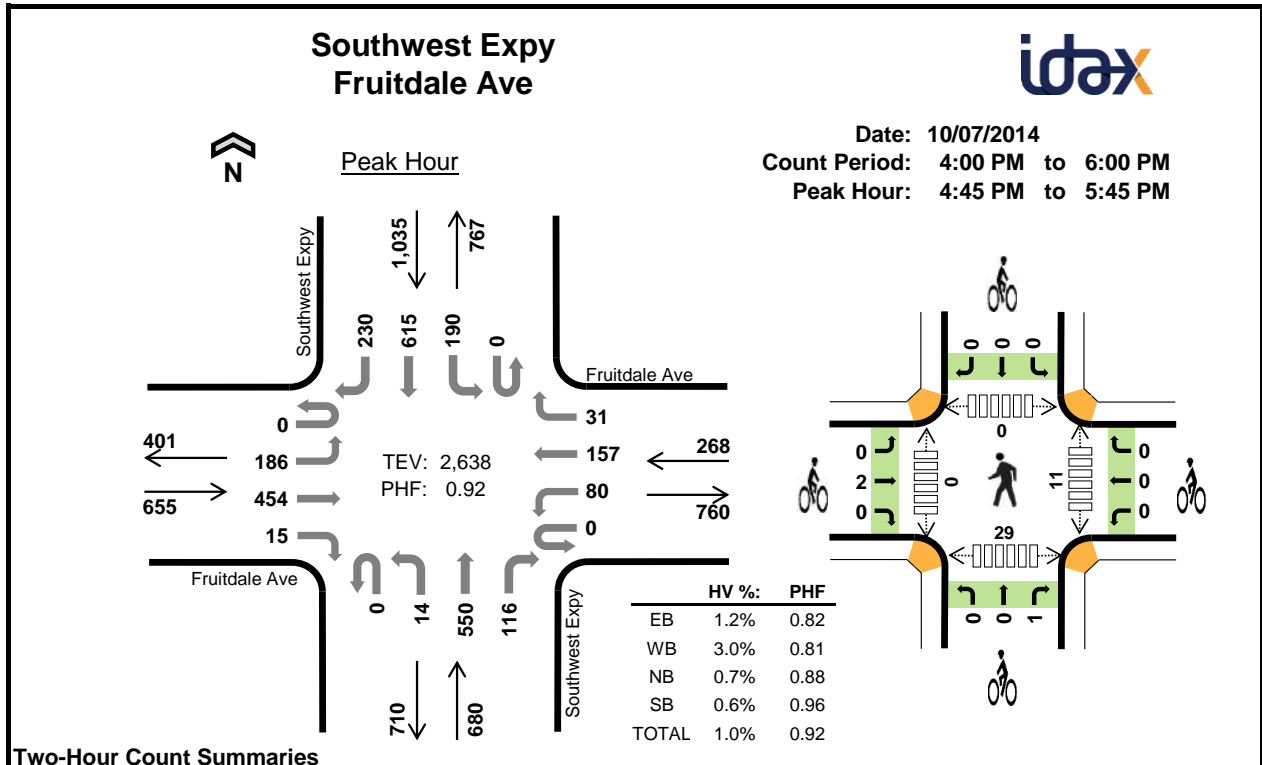 Southwest Expy
Fruitdale Ave
idax
Date: 10/07/2014
Count Period: 4:00 PM to 6:00 PM
Peak Hour: 4:45 PM to 5:45 PM
N
Peak Hour
Southwest Expy
1,035
767
230
615
190
0
Fruitdale Ave
0
186
454
15
401
655
TEV: 2,638
PHF: 0.92
31
157
80
0
268
760
Fruitdale Ave
0
14
550
116
710
680
Southwest Expy
HV %: PHF
EB 1.2% 0.82
WB 3.0% 0.81
NB 0.7% 0.88
SB 0.6% 0.96
TOTAL 1.0% 0.92
0 0 0
0
0
2
0
0
11
0
0
0
29
0 0 1
Two-Hour Count Summaries